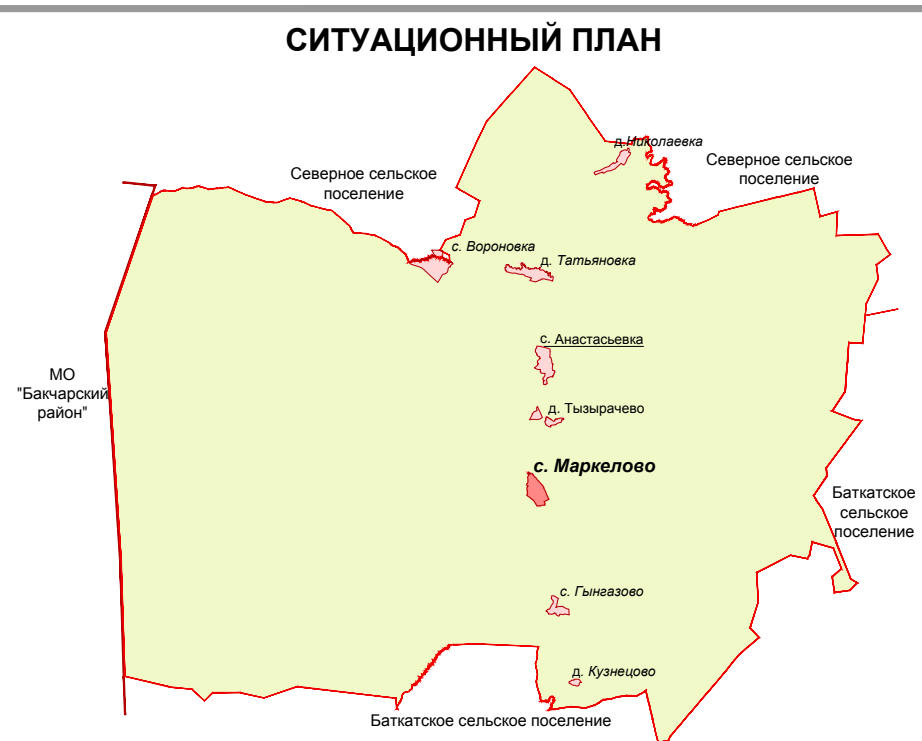 СИТУАЦИОННЫЙ ПЛАН
д.Николаевка
Северное сельское
поселение
Северное сельское
поселение
с. Вороновка
д. Татьяновка
с. Анастасьевка
МО
"Бакчарский
район"
д. Тызырачево
с. Маркелово
Баткатское
сельское
поселение
с. Гынгазово
д. Кузнецово
Баткатское сельское поселение